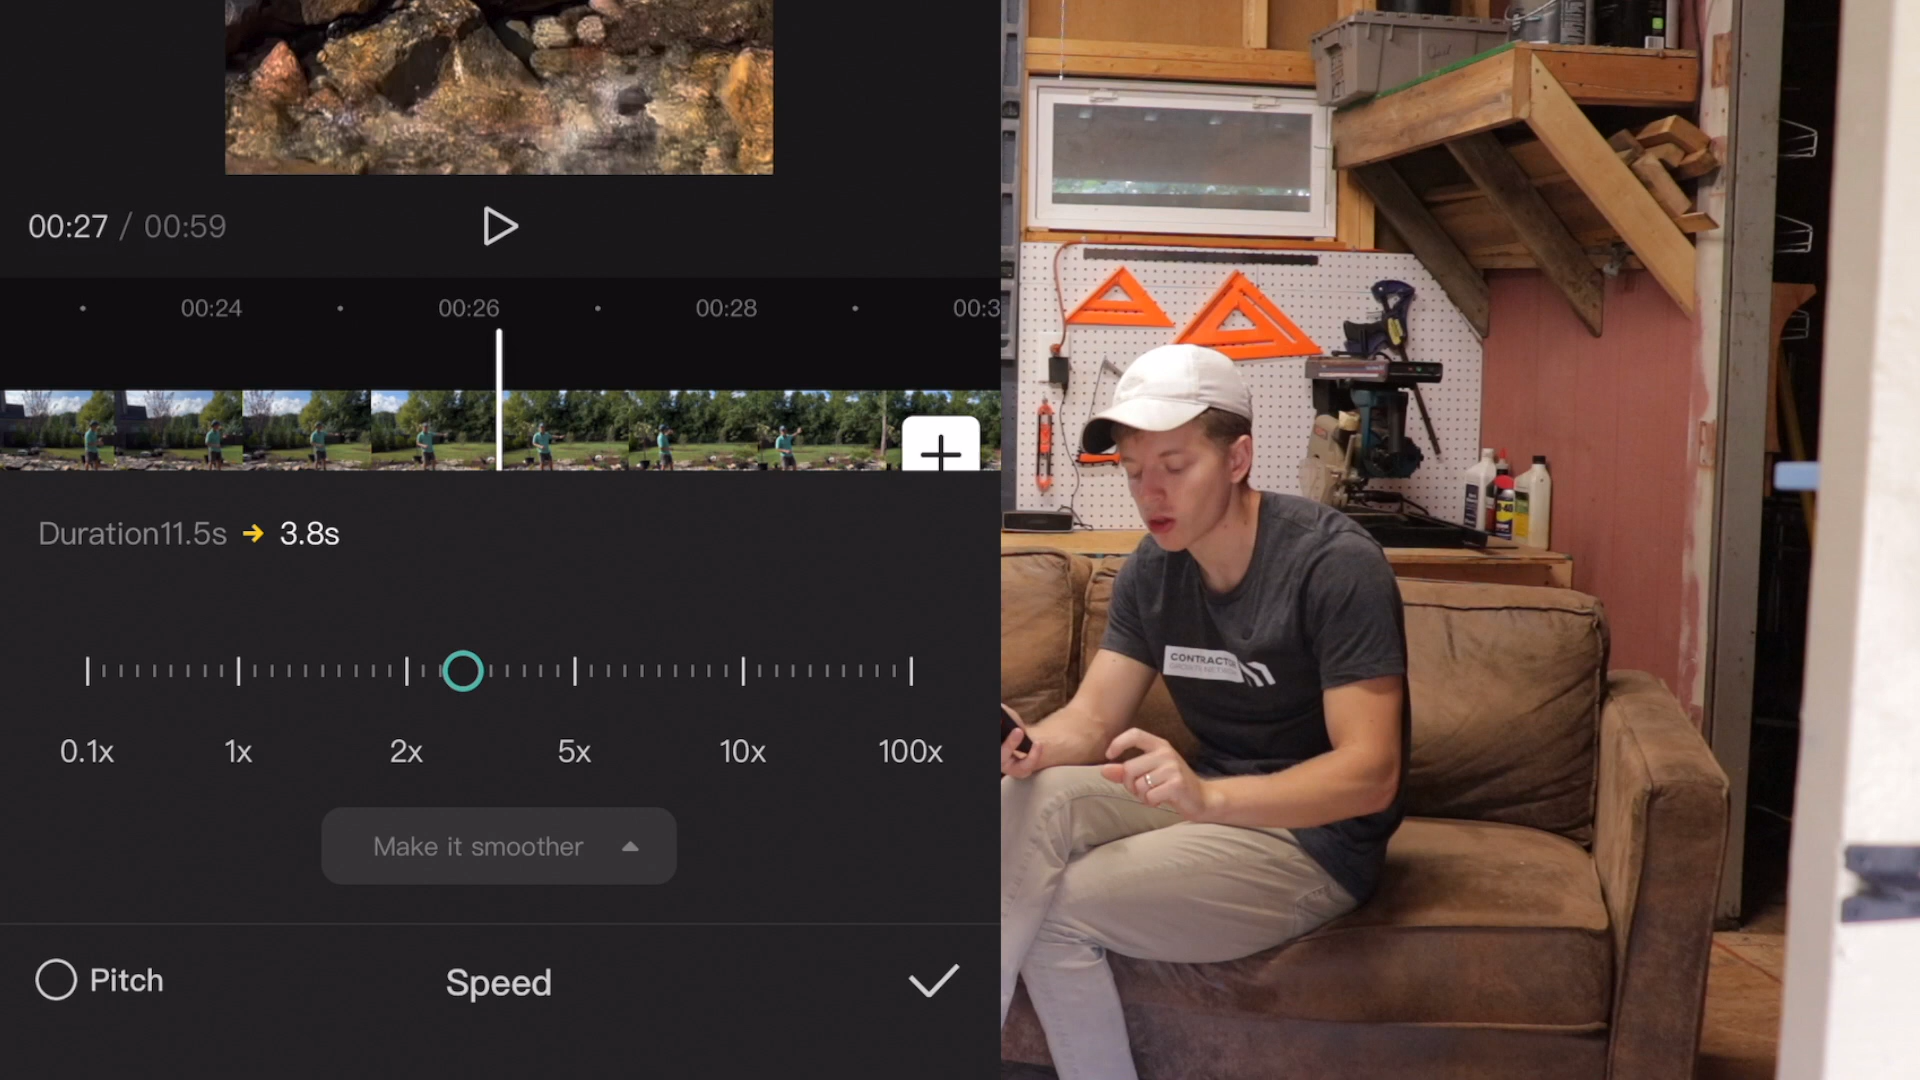 00:27 / 00:59
00:24 00:26 00:28 00:3
Duration11.5s → 3.8s
0.1x 1x 2x 5x 10x 100x
Make it smoother
Pitch
Speed
CONTRACTOR